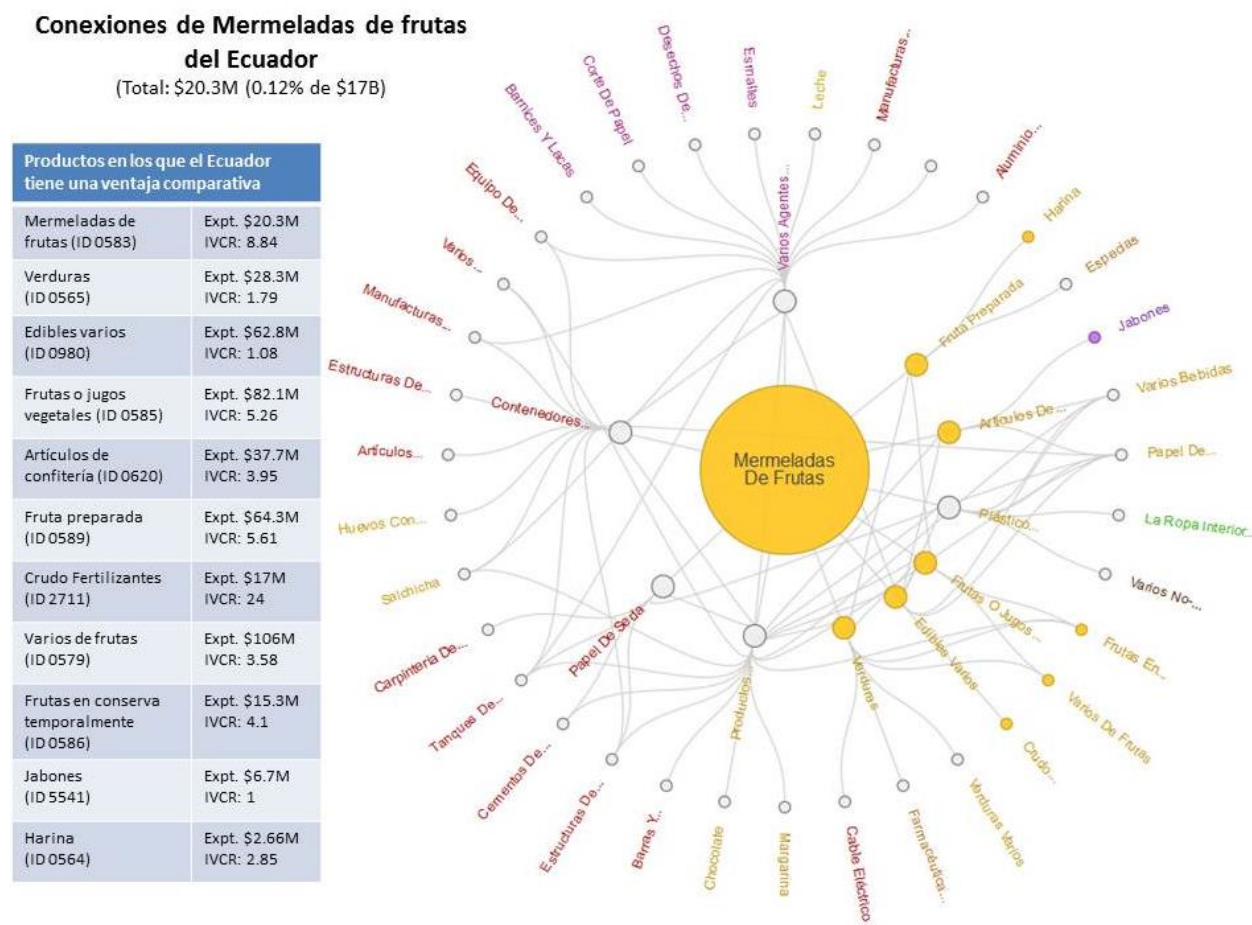 Conexiones de Mermeladas de frutas
del Ecuador
(Total: $20.3M (0.12% de $17B)
Productos en los que el Ecuador
tiene una ventaja comparativa
Mermeladas de Expt. $20.3M
frutas (ID 0583) IVCR: 8.84
Verduras Expt. $28.3M
(ID 0565) IVCR: 1.79
Edibles varios Expt. $62.8M
(ID 0980) IVCR: 1.08
Frutas o jugos Expt. $82.1M
vegetales (ID 0585) IVCR: 5.26
Artículos de Expt. $37.7M
confitería (ID 0620) IVCR: 3.95
Fruta preparada Expt. $64.3M
(ID 0589) IVCR: 5.61
Crudo Fertilizantes Expt. $17M
(ID 2711) IVCR: 24
Varios de frutas Expt. $106M
(ID 0579) IVCR: 3.58
Frutas en conserva Expt. $15.3M
temporalmente IVCR: 4.1
(ID 0586)
Jabones Expt. $6.7M
(ID 5541) IVCR: 1
Harina Expt. $2.66M
(ID 0564) IVCR: 2.85
Mermeladas
De Frutas
Varios Agentes...
Fruta Preparada
Artículos De...
Plástico...
Frutas O Jugos...
Edibles Varios
Verduras
Productos...
Papel De Seda
Contenedores...
Esmaltes
Leche
Manufacturas...
Aluminio...
Harina
Especias
Jabones
Varios Bebidas
Papel De...
La Ropa Interior...
Varios No-...
Frutas En...
Varios De Frutas
Crudo...
Verduras Varios
Farmacéutica...
Cable Eléctrico
Margarina
Chocolate
Barras Y...
Estructuras De...
Cementos De...
Tanques De...
Carpintería De...
Salchicha
Huevos Con...
Artículos...
Estructuras De...
Manufacturas...
Varios...
Equipo De...
Barnices Y Lacas
Corte De Papel
Desechos De...